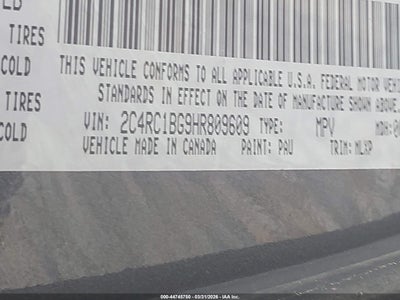 TIRES
COLD
TIRES
COLD
THIS VEHICLE CONFORMS TO ALL APPLICABLE U.S.A. FEDERAL MOTOR
STANDARDS IN EFFECT ON THE DATE OF MANUFACTURE SHOWN ABOVE.
VIN: 2C4RC1BG9HR809609 TYPE: MPV
VEHICLE MADE IN CANADA PAINT: PAU TRIM: MLXP
000-44745750 - 03/31/2026 - IAA Inc.